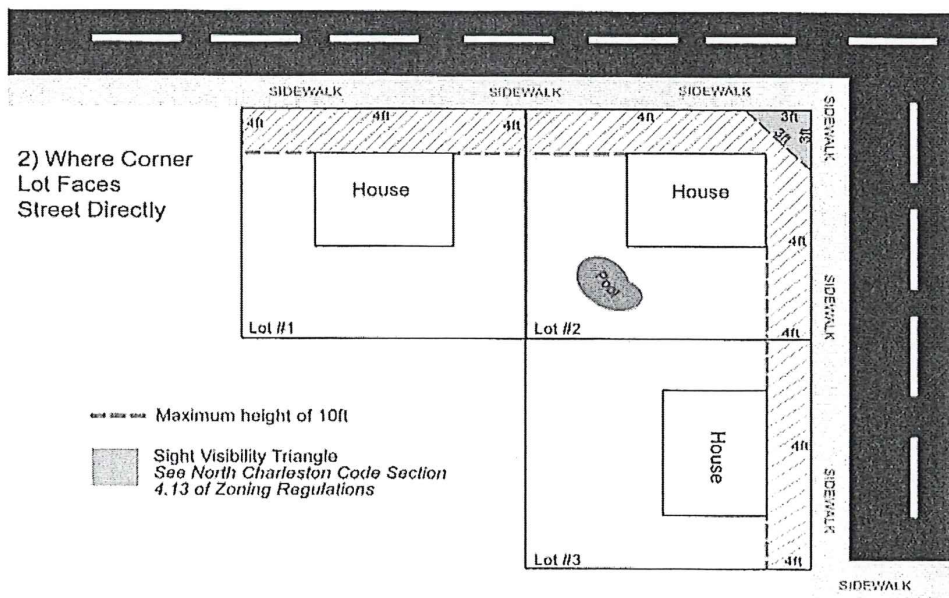 SIDEWALK SIDEWALK SIDEWALK
4ft 4ft 4ft 4ft 3ft
3ft 3ft
SIDEWALK
2) Where Corner
Lot Faces
Street Directly
House
House
4ft
Pool
SIDEWALK
Lot #1
Lot #2
4ft
Maximum height of 10ft
Sight Visibility Triangle
See North Charleston Code Section
4.13 of Zoning Regulations
House
4ft
SIDEWALK
Lot #3
4ft
SIDEWALK